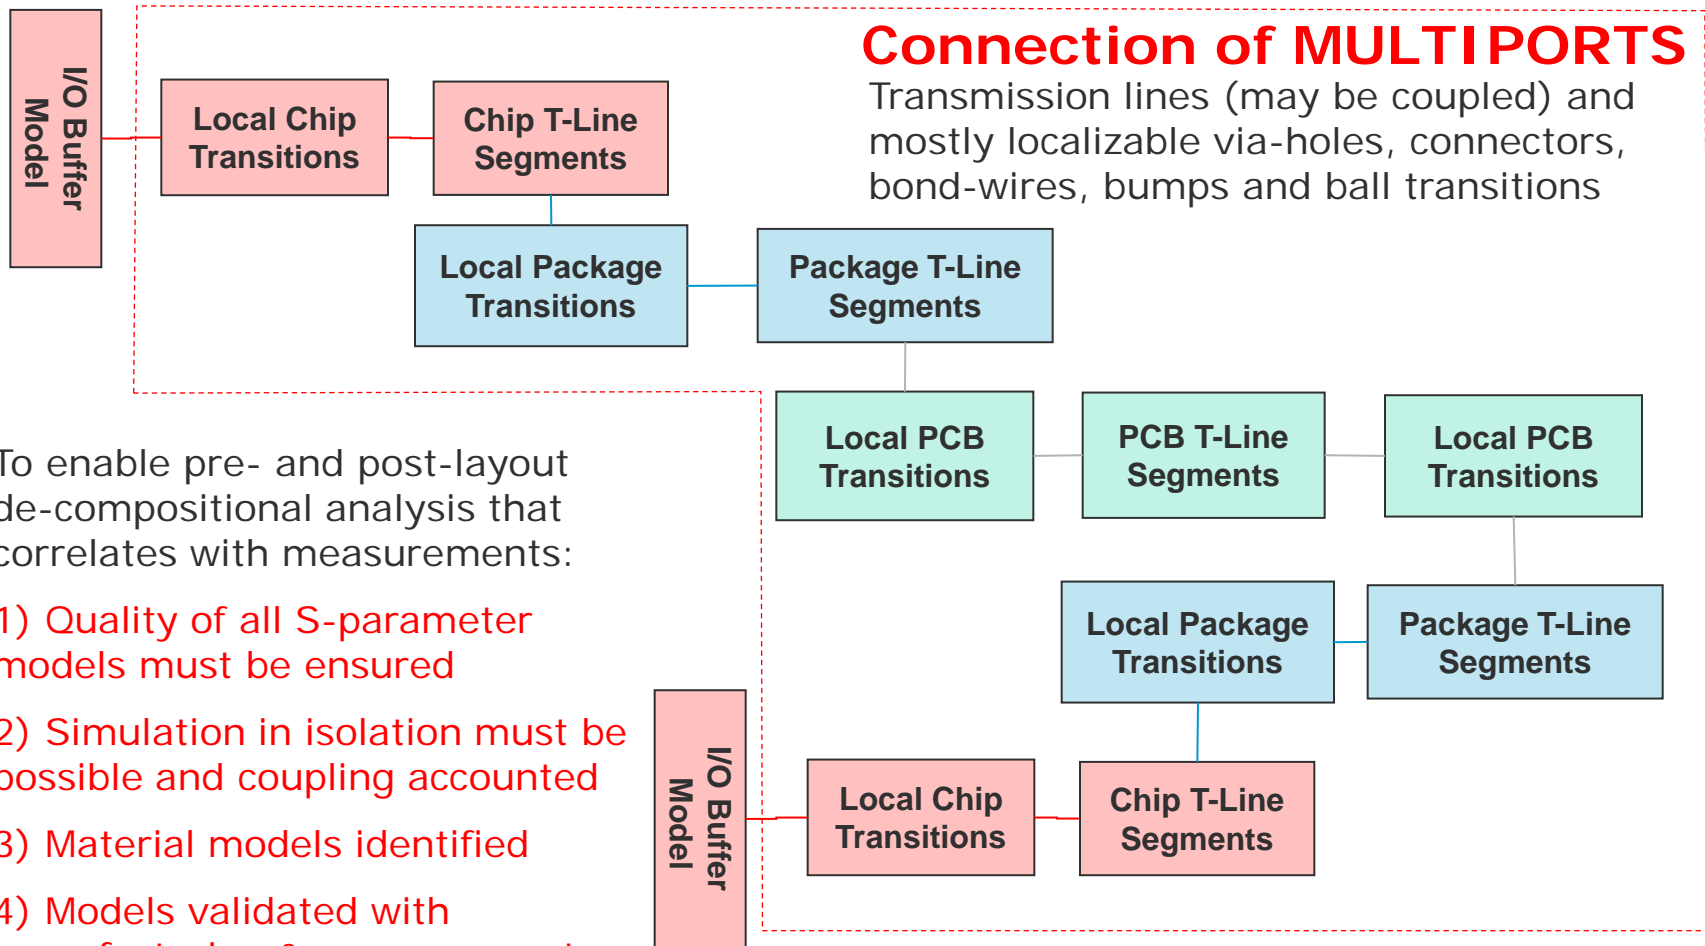 Connection of MULTIPORTS
Transmission lines (may be coupled) and
mostly localizable via-holes, connectors,
bond-wires, bumps and ball transitions
I/O Buffer
Model
Local Chip
Transitions
Chip T-Line
Segments
Local Package
Transitions
Package T-Line
Segments
Local PCB
Transitions
PCB T-Line
Segments
Local PCB
Transitions
Local Package
Transitions
Package T-Line
Segments
I/O Buffer
Model
Local Chip
Transitions
Chip T-Line
Segments
To enable pre- and post-layout
de-compositional analysis that
correlates with measurements:
1) Quality of all S-parameter
models must be ensured
2) Simulation in isolation must be
possible and coupling accounted
3) Material models identified
4) Models validated with